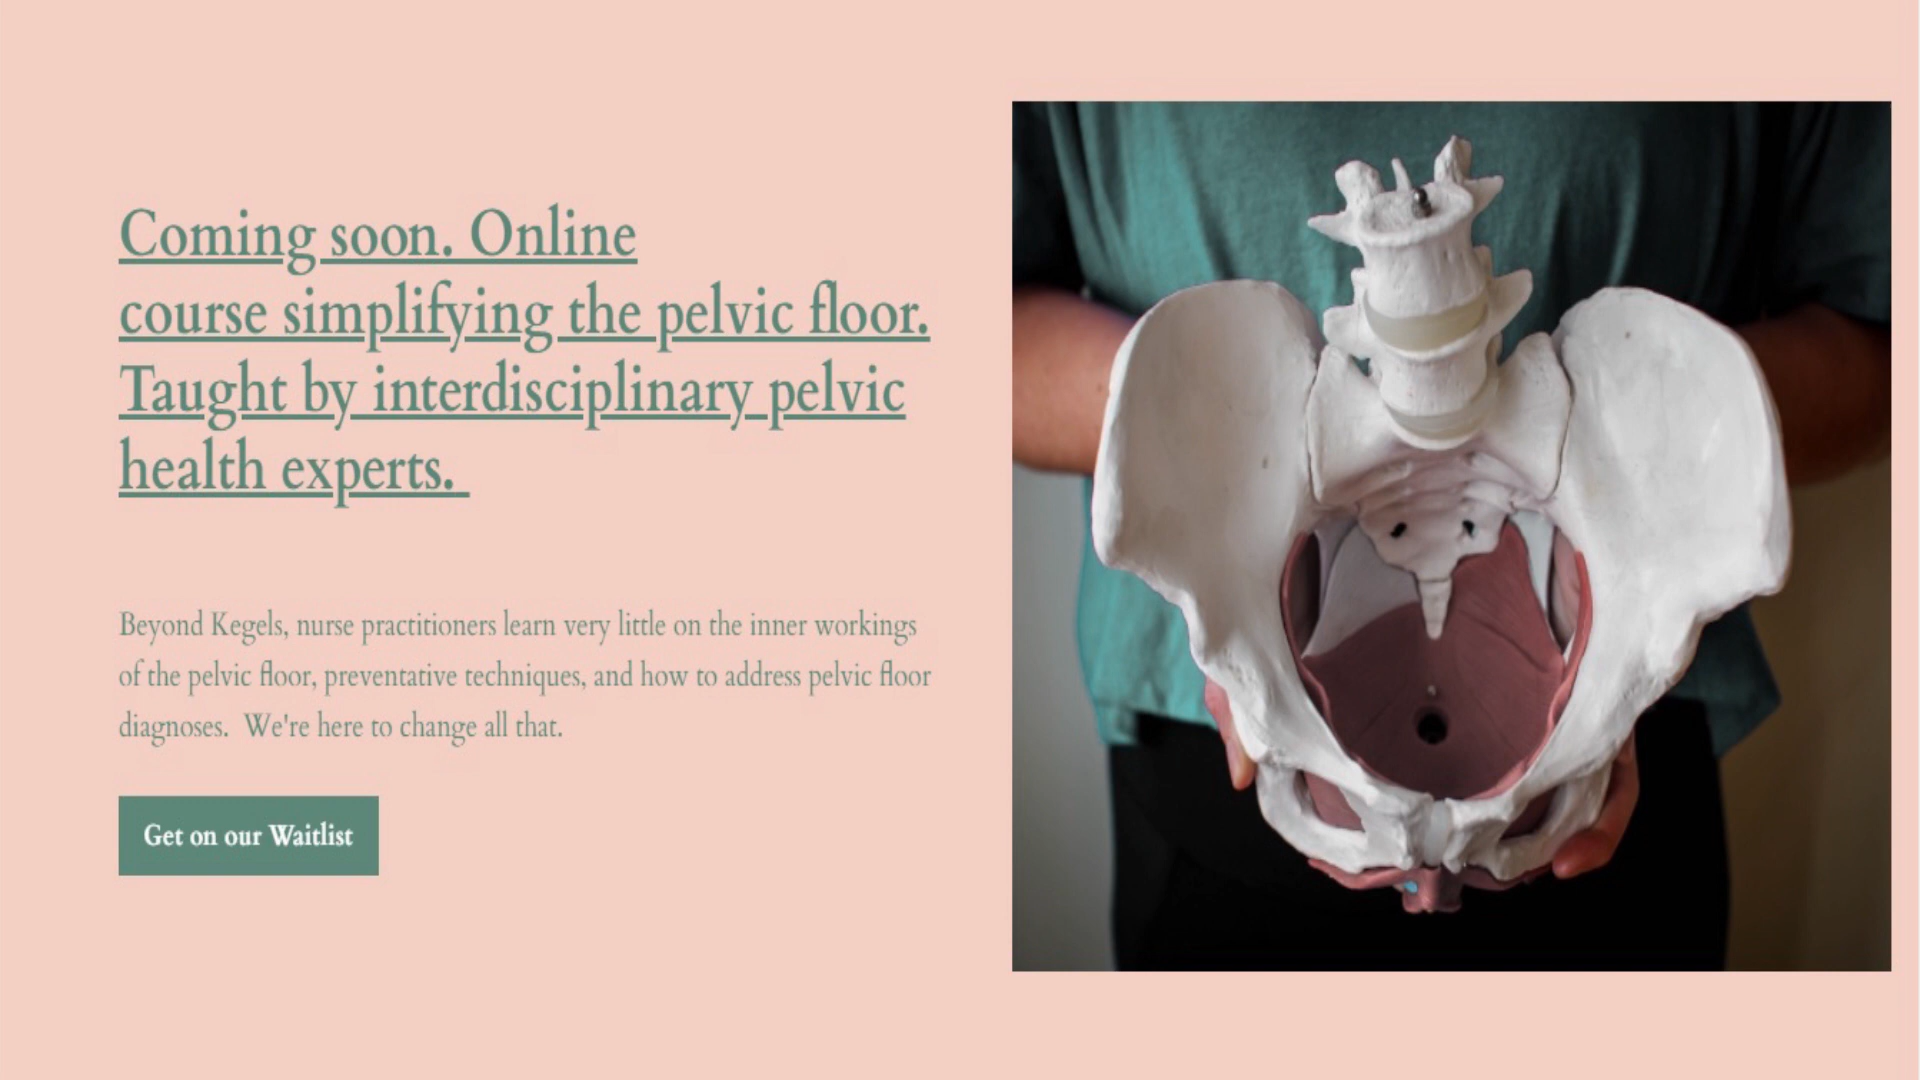 Coming soon. Online
course simplifying the pelvic floor.
Taught by interdisciplinary pelvic
health experts.
Beyond Kegels, nurse practitioners learn very little on the inner workings
of the pelvic floor, preventative techniques, and how to address pelvic floor
diagnoses.  We're here to change all that.
Get on our Waitlist